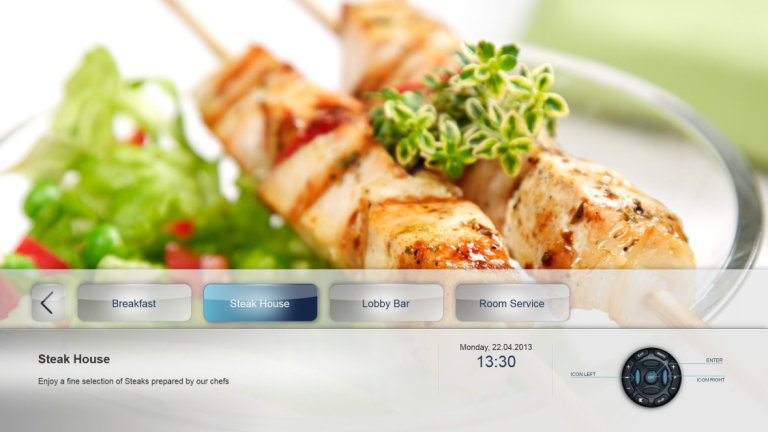 Breakfast
Steak House
Lobby Bar
Room Service
Steak House
Enjoy a fine selection of Steaks prepared by our chefs
Monday, 22.04.2013
13:30
ICON LEFT
ENTER
ICON RIGHT